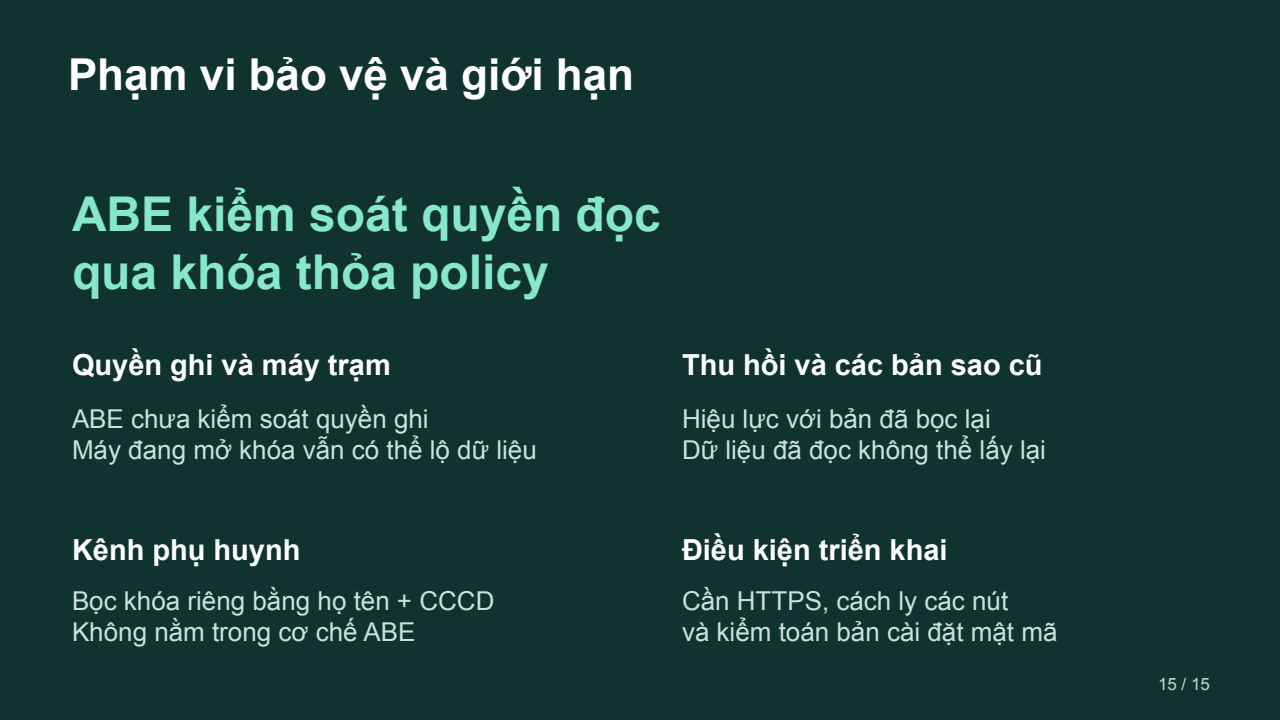 Phạm vi bảo vệ và giới hạn
ABE kiểm soát quyền đọc
qua khóa thỏa policy
Quyền ghi và máy trạm
ABE chưa kiểm soát quyền ghi
Máy đang mở khóa vẫn có thể lộ dữ liệu
Thu hồi và các bản sao cũ
Hiệu lực với bản đã bọc lại
Dữ liệu đã đọc không thể lấy lại
Kênh phụ huynh
Bọc khóa riêng bằng họ tên + CCCD
Không nằm trong cơ chế ABE
Điều kiện triển khai
Cần HTTPS, cách ly các nút
và kiểm toán bản cài đặt mật mã
15 / 15